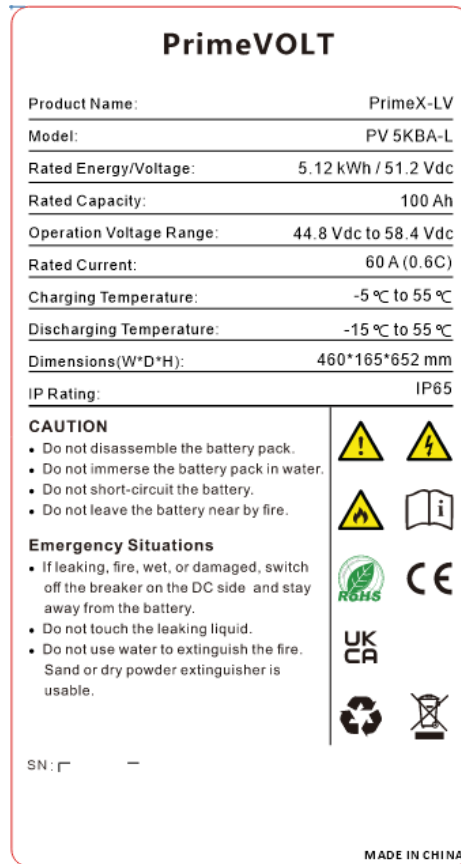 PrimeVOLT
Product Name: PrimeX-LV
Model: PV 5KBA-L
Rated Energy/Voltage: 5.12 kWh / 51.2 Vdc
Rated Capacity: 100 Ah
Operation Voltage Range: 44.8 Vdc to 58.4 Vdc
Rated Current: 60 A (0.6C)
Charging Temperature: -5 ℃ to 55 ℃
Discharging Temperature: -15 ℃ to 55 ℃
Dimensions(W*D*H): 460*165*652 mm
IP Rating: IP65
CAUTION
• Do not disassemble the battery pack.
• Do not immerse the battery pack in water.
• Do not short-circuit the battery.
• Do not leave the battery near by fire.
Emergency Situations
• If leaking, fire, wet, or damaged, switch
off the breaker on the DC side and stay
away from the battery.
• Do not touch the leaking liquid.
• Do not use water to extinguish the fire.
Sand or dry powder extinguisher is
usable.
i
RoHS
CE
UK
CA
SN:
MADE IN CHINA